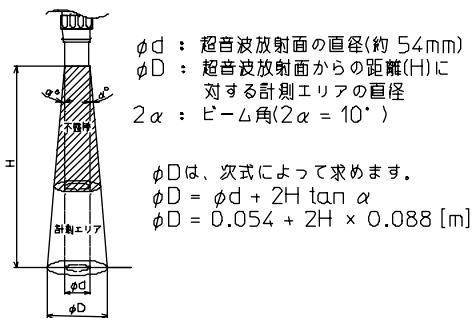 φd : 超音波放射面の直径(約 54mm)
φD : 超音波放射面からの距離(H)に
対する計測エリアの直径
2α : ビーム角(2α = 10°)
φDは、次式によって求めます。
φD = φd + 2H tan α
φD = 0.054 + 2H × 0.088 [m]
α° α°
不感帯
H
計測エリア
φd
φD